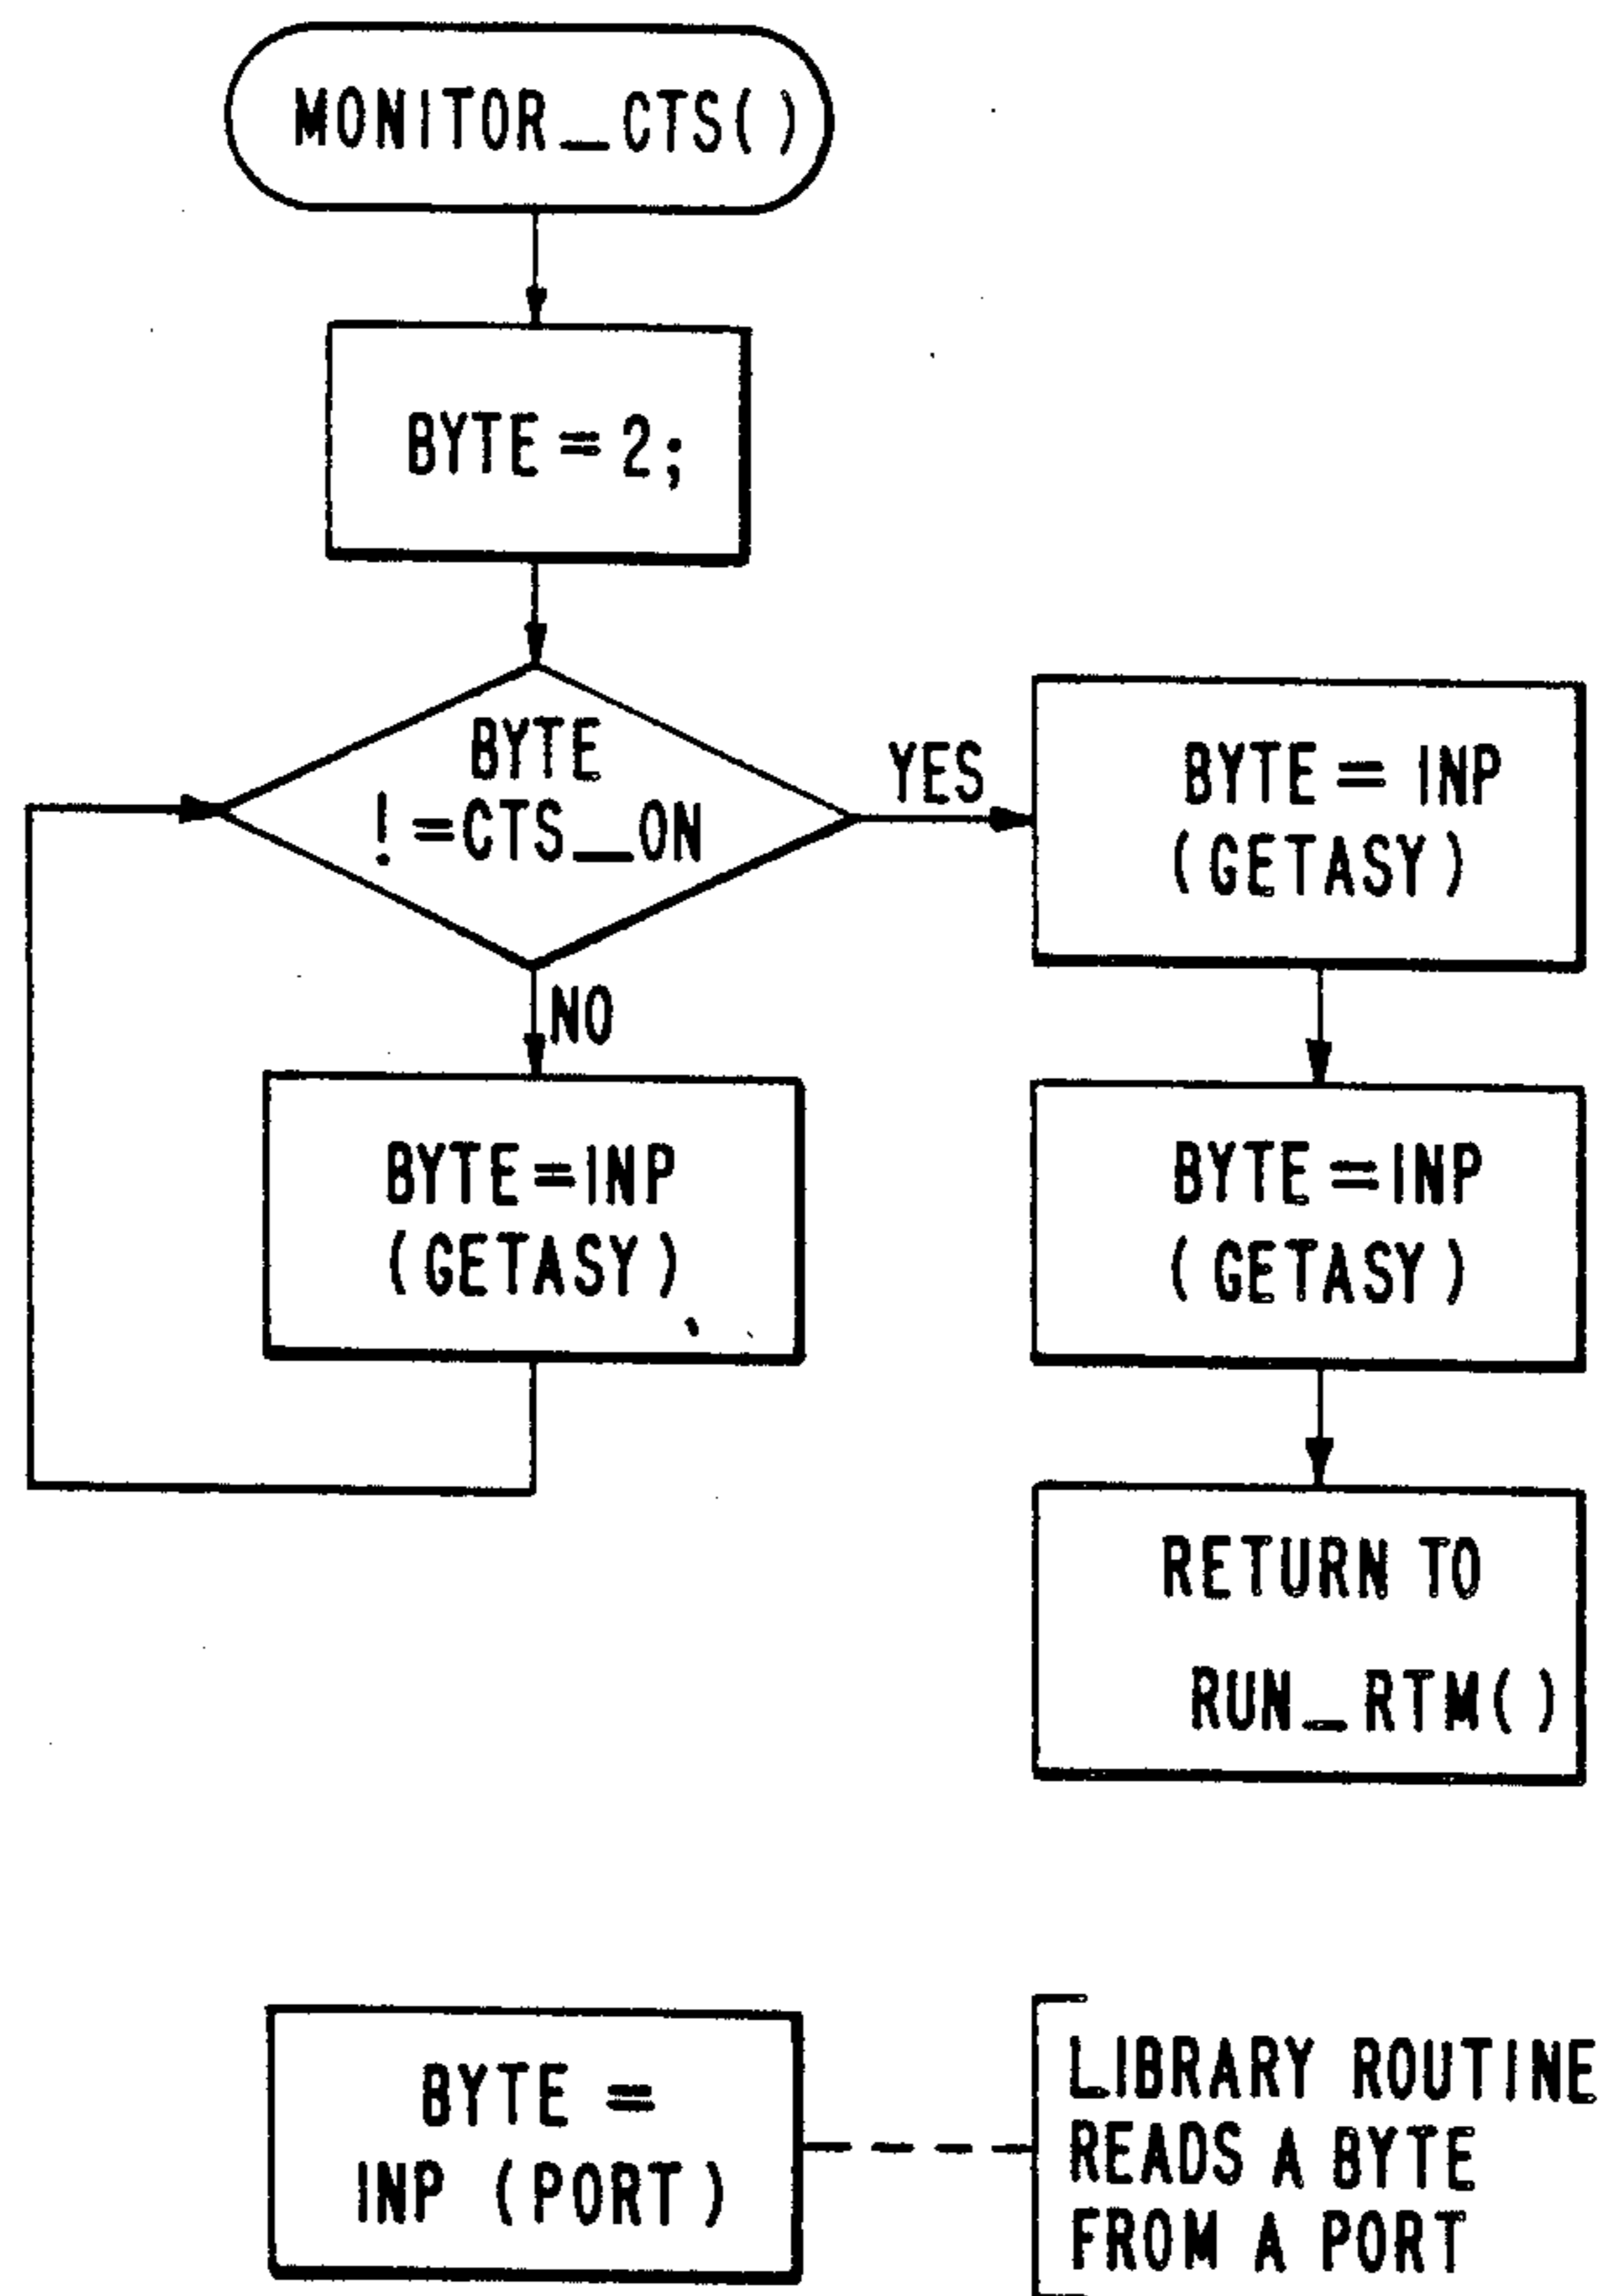 MONITOR_CTS()
BYTE = 2;
BYTE
!=CTS_ON
YES
NO
BYTE = INP
(GETASY)
BYTE=INP
(GETASY)
BYTE =INP
(GETASY)
RETURN TO
RUN_RTM()
BYTE =
INP (PORT)
LIBRARY ROUTINE
READS A BYTE
FROM A PORT